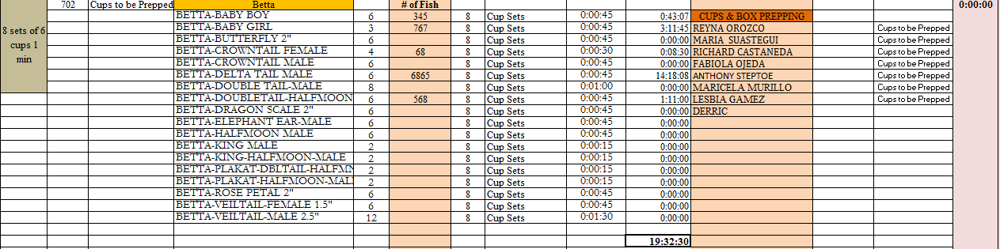 702 Cups to be Prepped Betta # of Fish 0:00:00
BETTA-BABY BOY 6 345 8 Cup Sets 0:00:45 0:43:07 CUPS & BOX PREPPING
8 sets of 6 cups 1 min
BETTA-BABY GIRL 3 767 8 Cup Sets 0:00:45 3:11:45 REYNA OROZCO Cups to be Prepped
BETTA-BUTTERFLY 2" 6 8 Cup Sets 0:00:45 0:00:00 MARIA SUASTEGUI Cups to be Prepped
BETTA-CROWNTAIL FEMALE 4 68 8 Cup Sets 0:00:30 0:08:30 RICHARD CASTANEDA Cups to be Prepped
BETTA-CROWNTAIL MALE 6 8 Cup Sets 0:00:45 0:00:00 FABIOLA OJEDA Cups to be Prepped
BETTA-DELTA TAIL MALE 6 6865 8 Cup Sets 0:00:45 14:18:08 ANTHONY STEPTOE Cups to be Prepped
BETTA-DOUBLE TAIL-MALE 8 8 Cup Sets 0:01:00 0:00:00 MARICELA MURILLO Cups to be Prepped
BETTA-DOUBLETAIL-HALFMOON 6 568 8 Cup Sets 0:00:45 1:11:00 LESBIA GAMEZ Cups to be Prepped
BETTA-DRAGON SCALE 2" 6 8 Cup Sets 0:00:45 0:00:00 DERRIC
BETTA-ELEPHANT EAR-MALE 6 8 Cup Sets 0:00:45 0:00:00
BETTA-HALFMOON MALE 6 8 Cup Sets 0:00:45 0:00:00
BETTA-KING MALE 2 8 Cup Sets 0:00:15 0:00:00
BETTA-KING-HALFMOON-MALE 2 8 Cup Sets 0:00:15 0:00:00
BETTA-PLAKAT-DBLTAIL-HALFMN 2 8 Cup Sets 0:00:15 0:00:00
BETTA-PLAKAT-HALFMOON-MAL 2 8 Cup Sets 0:00:15 0:00:00
BETTA-ROSE PETAL 2" 6 8 Cup Sets 0:00:45 0:00:00
BETTA-VEILTAIL-FEMALE 1.5" 6 8 Cup Sets 0:00:45 0:00:00
BETTA-VEILTAIL-MALE 2.5" 12 8 Cup Sets 0:01:30 0:00:00
19:32:30